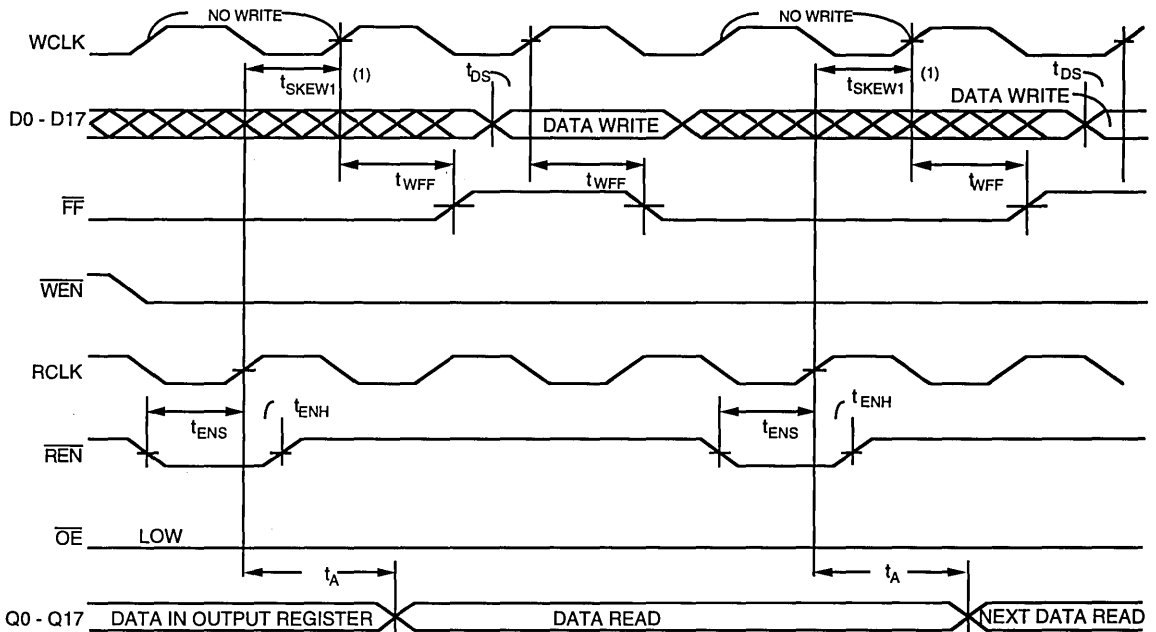 NO WRITE NO WRITE
WCLK
tSKEW1 (1) tDS tSKEW1 (1) tDS
D0 - D17 DATA WRITE DATA WRITE
tWFF tWFF tWFF
FF
WEN
RCLK
tENS tENH tENS tENH
REN
OE LOW
tA tA
Q0 - Q17 DATA IN OUTPUT REGISTER DATA READ NEXT DATA READ